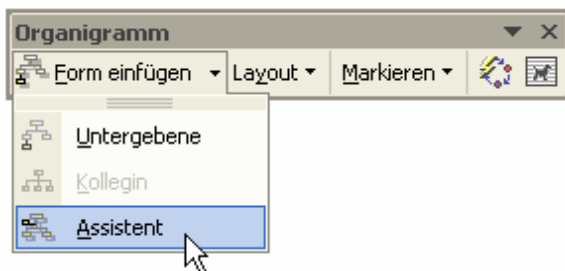 Organigramm
Form einfügen Layout Markieren
Untergebene
Kollegin
Assistent